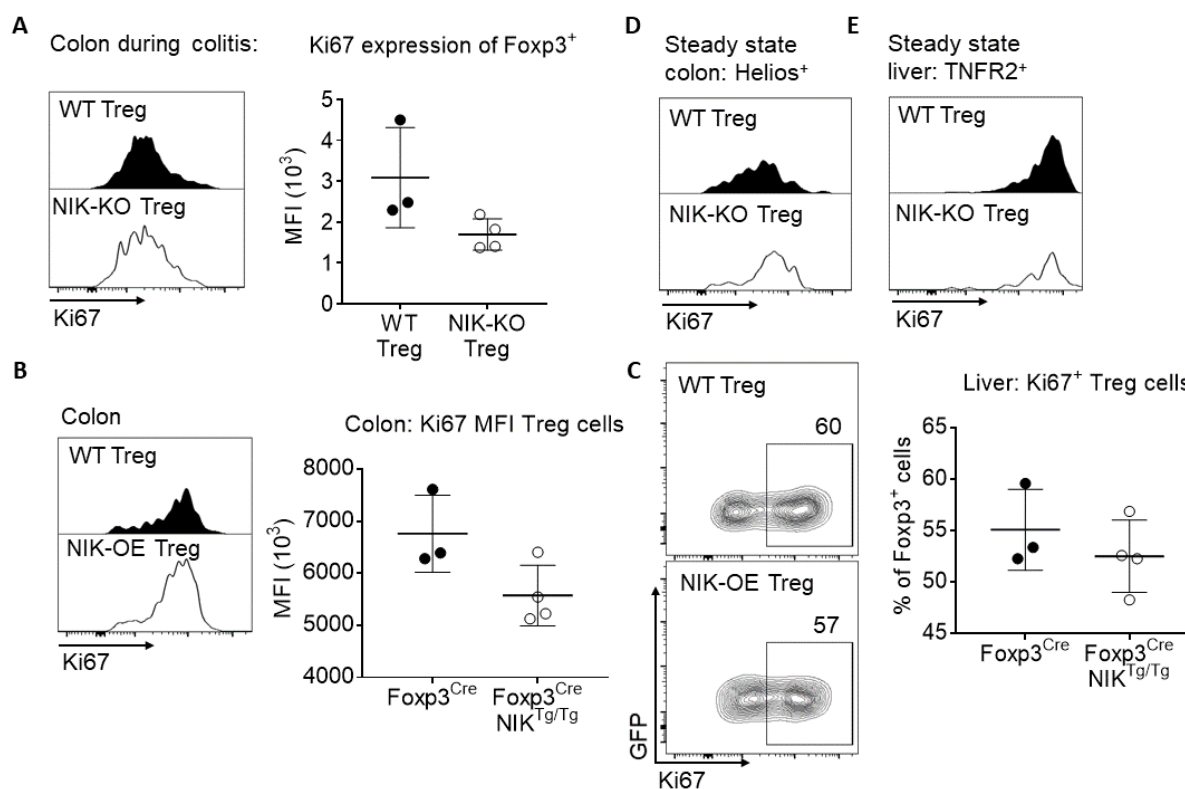 A
Colon during colitis:
WT Treg
NIK-KO Treg
Ki67
Ki67 expression of Foxp3⁺
MFI (10³)
5
4
3
2
1
0
WT
Treg
NIK-KO
Treg
D
Steady state
colon: Helios⁺
WT Treg
NIK-KO Treg
Ki67
E
Steady state
liver: TNFR2⁺
WT Treg
NIK-KO Treg
Ki67
B
Colon
WT Treg
NIK-OE Treg
Ki67
Colon: Ki67 MFI Treg cells
MFI (10³)
8000
7000
6000
5000
4000
Foxp3ᶜʳᵉ
Foxp3ᶜʳᵉ
NIKᵀᵍ/ᵀᵍ
C
WT Treg
60
NIK-OE Treg
57
GFP
Ki67
Liver: Ki67⁺ Treg cells
% of Foxp3⁺ cells
65
60
55
50
45
Foxp3ᶜʳᵉ
Foxp3ᶜʳᵉ
NIKᵀᵍ/ᵀᵍ